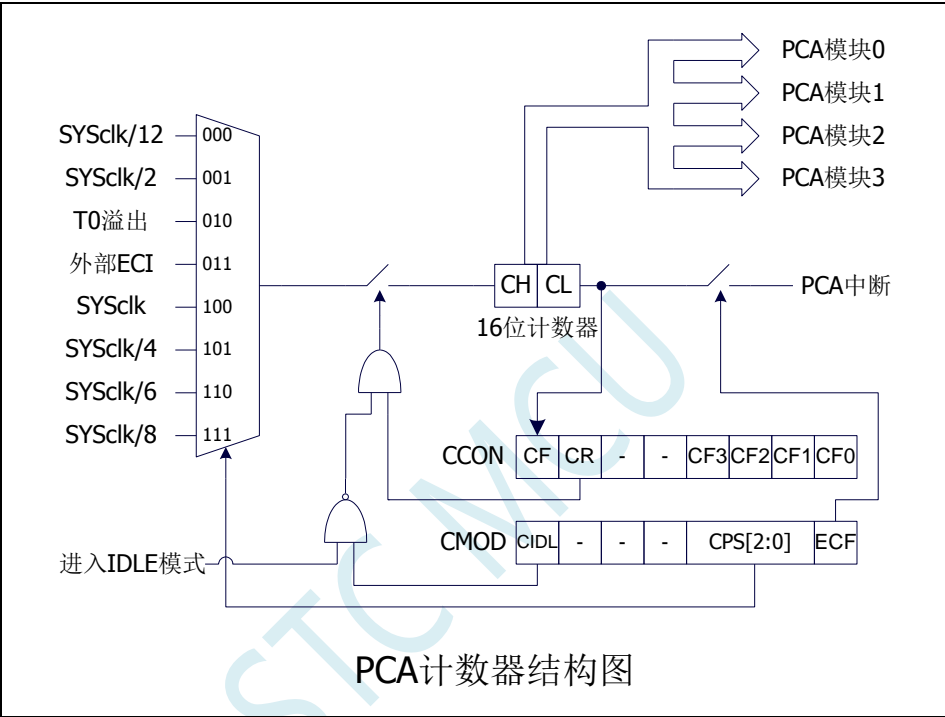 PCA模块0
PCA模块1
PCA模块2
PCA模块3
SYSclk/12 000
SYSclk/2 001
T0溢出 010
外部ECI 011
SYSclk 100
SYSclk/4 101
SYSclk/6 110
SYSclk/8 111
CH CL
16位计数器
PCA中断
CCON CF CR - - CF3 CF2 CF1 CF0
CMOD CIDL - - - CPS[2:0] ECF
进入IDLE模式
STC MCU
PCA计数器结构图